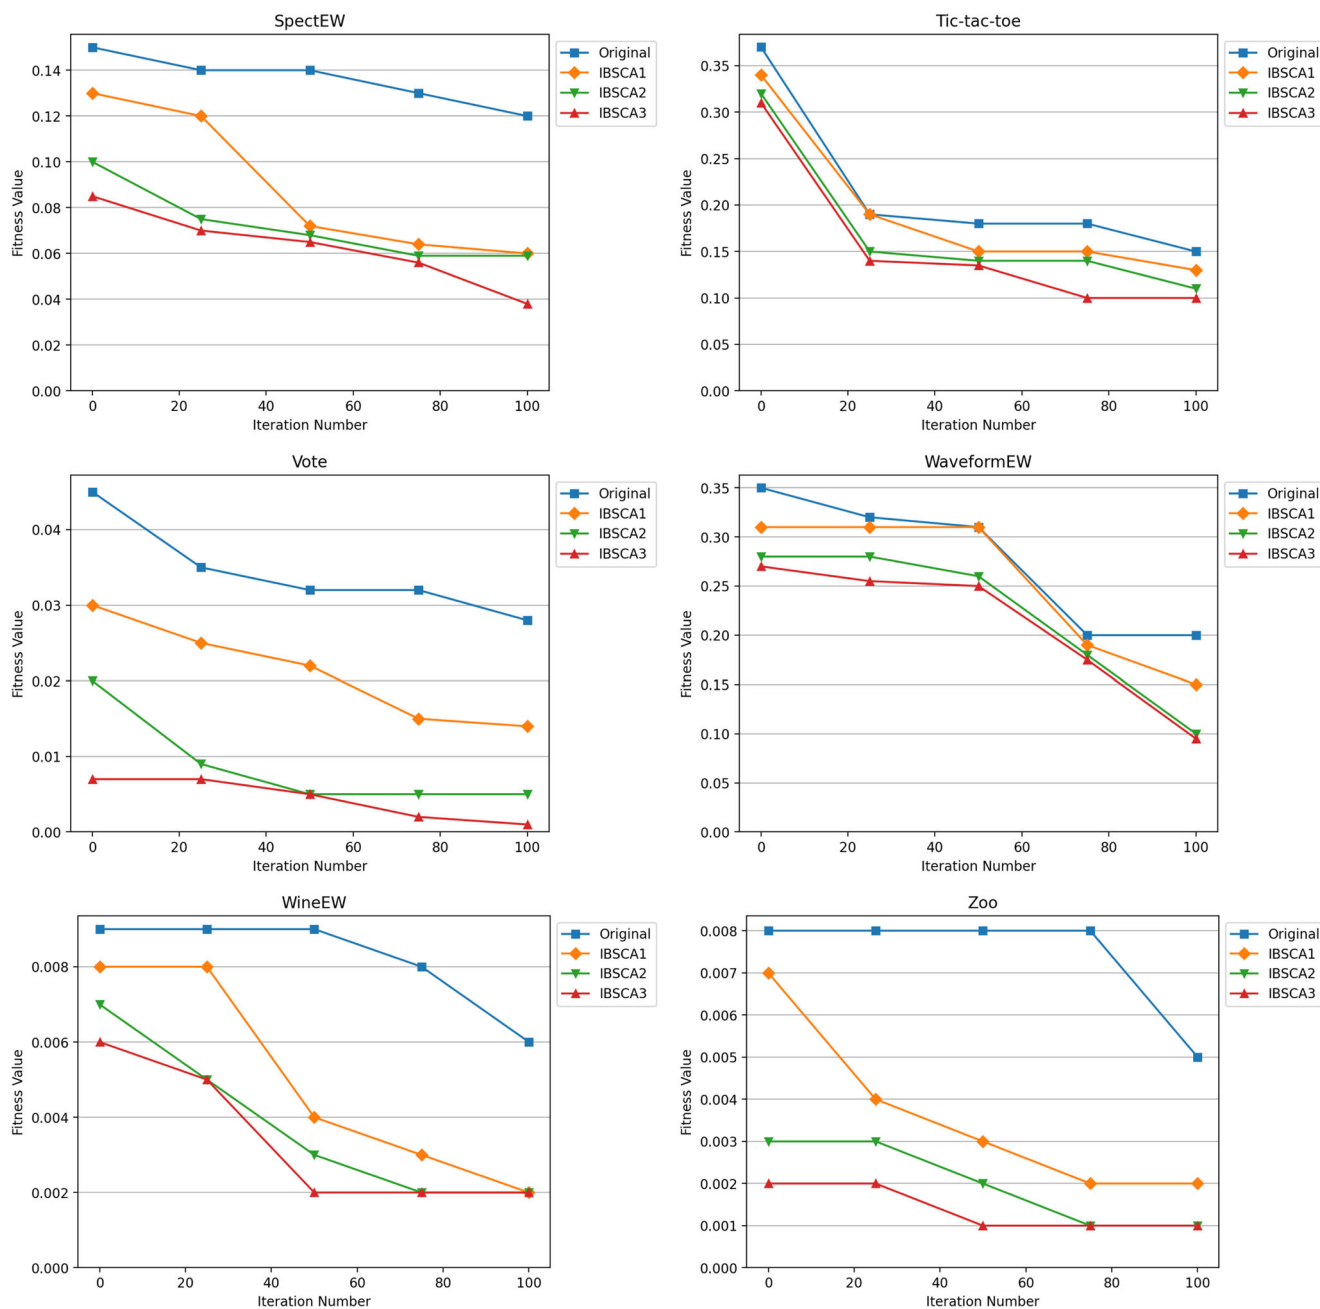 SpectEW
Fitness Value
0.14
0.12
0.10
0.08
0.06
0.04
0.02
0.00
0 20 40 60 80 100
Iteration Number
Original
IBSCA1
IBSCA2
IBSCA3
Tic-tac-toe
Fitness Value
0.35
0.30
0.25
0.20
0.15
0.10
0.05
0.00
0 20 40 60 80 100
Iteration Number
Original
IBSCA1
IBSCA2
IBSCA3
Vote
Fitness Value
0.04
0.03
0.02
0.01
0.00
0 20 40 60 80 100
Iteration Number
Original
IBSCA1
IBSCA2
IBSCA3
WaveformEW
Fitness Value
0.35
0.30
0.25
0.20
0.15
0.10
0.05
0.00
0 20 40 60 80 100
Iteration Number
Original
IBSCA1
IBSCA2
IBSCA3
WineEW
Fitness Value
0.008
0.006
0.004
0.002
0.000
0 20 40 60 80 100
Iteration Number
Original
IBSCA1
IBSCA2
IBSCA3
Zoo
Fitness Value
0.008
0.007
0.006
0.005
0.004
0.003
0.002
0.001
0.000
0 20 40 60 80 100
Iteration Number
Original
IBSCA1
IBSCA2
IBSCA3